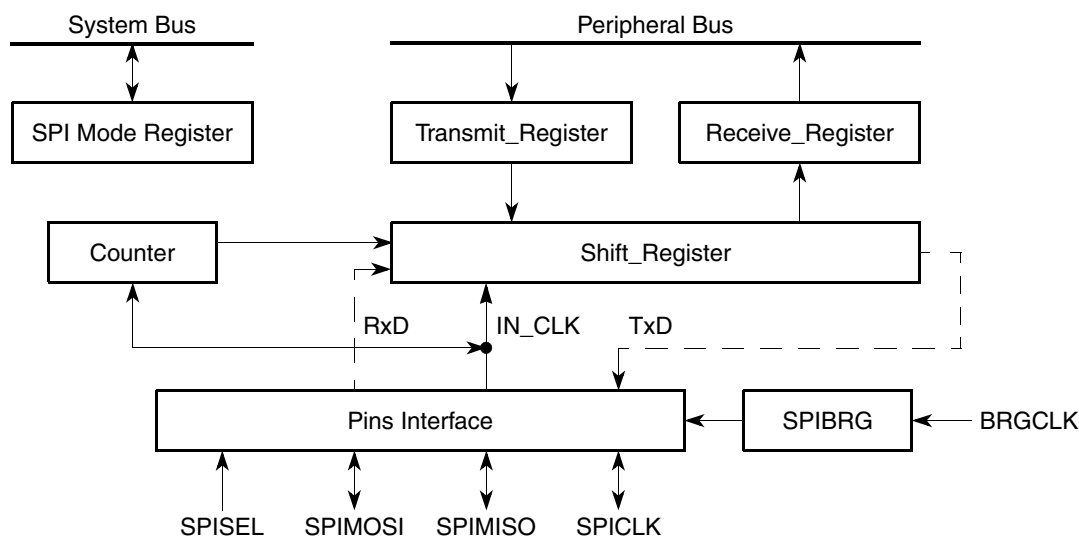 System Bus
Peripheral Bus
SPI Mode Register
Transmit_Register
Receive_Register
Counter
Shift_Register
RxD
IN_CLK
TxD
Pins Interface
SPIBRG
BRGCLK
SPISEL
SPIMOSI
SPIMISO
SPICLK